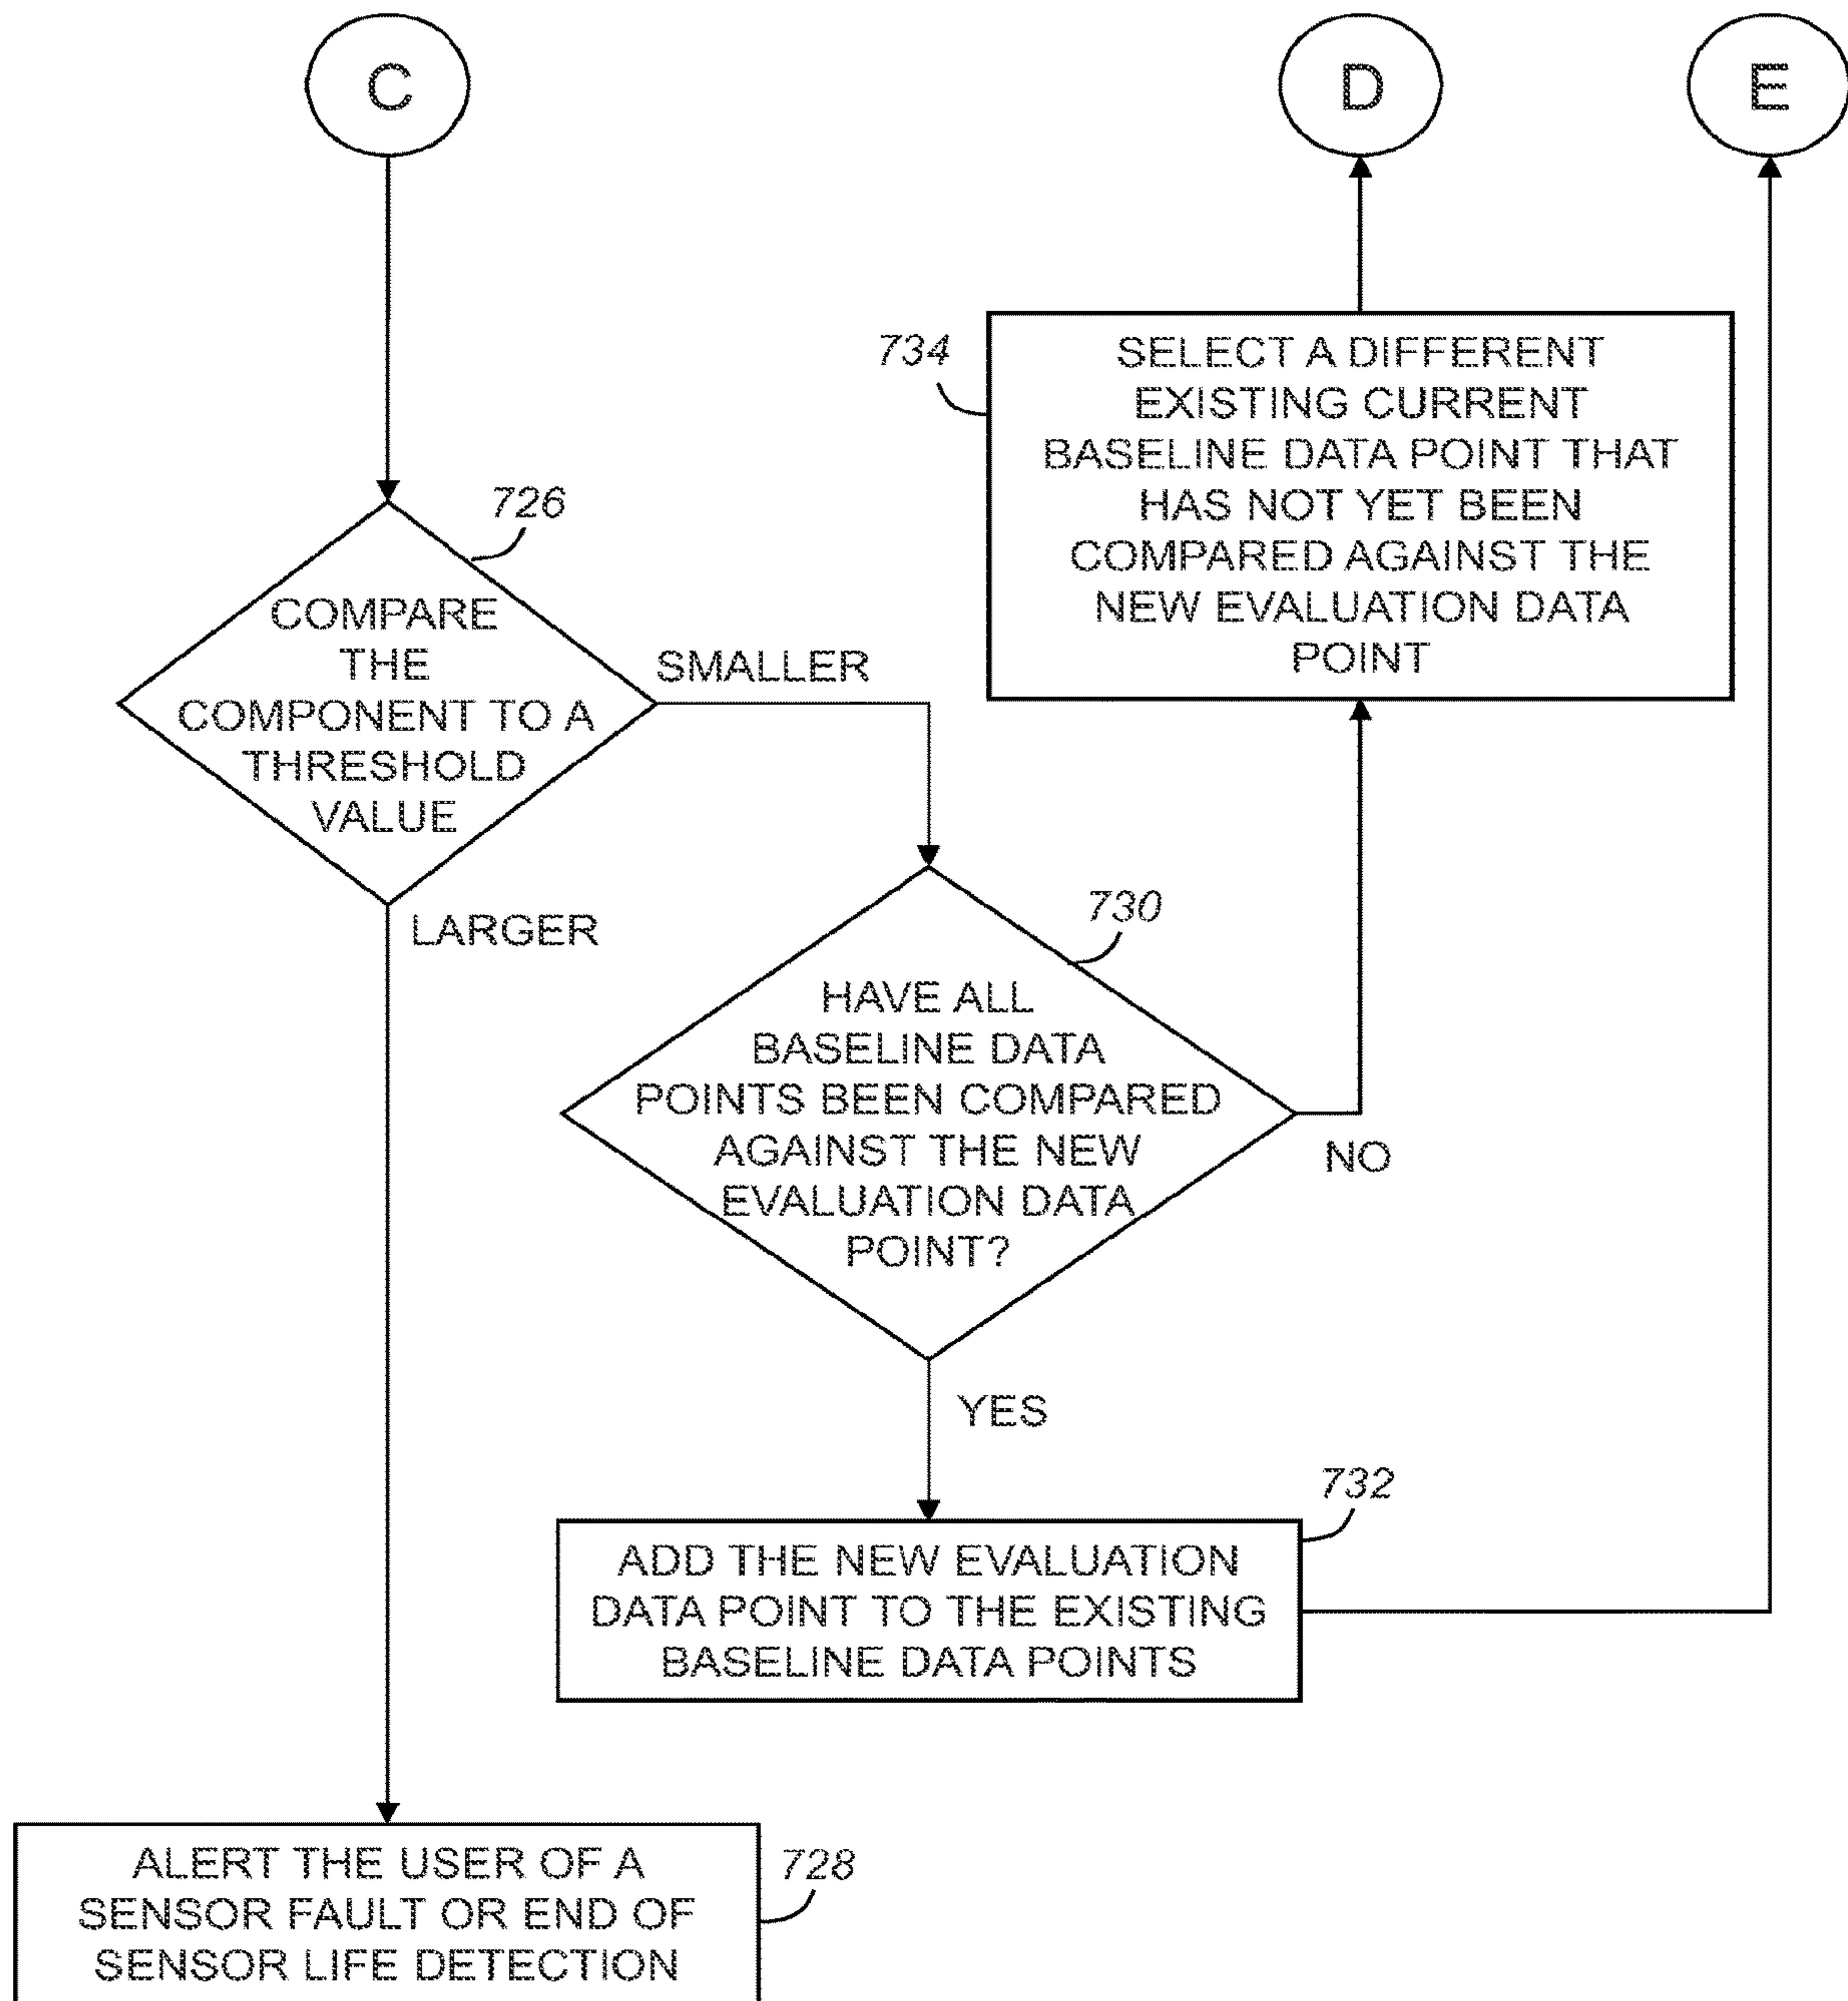 C
D
E
734
SELECT A DIFFERENT
EXISTING CURRENT
BASELINE DATA POINT THAT
HAS NOT YET BEEN
COMPARED AGAINST THE
NEW EVALUATION DATA
POINT
726
COMPARE
THE
COMPONENT TO A
THRESHOLD
VALUE
SMALLER
LARGER
730
HAVE ALL
BASELINE DATA
POINTS BEEN COMPARED
AGAINST THE NEW
EVALUATION DATA
POINT?
NO
YES
732
ADD THE NEW EVALUATION
DATA POINT TO THE EXISTING
BASELINE DATA POINTS
728
ALERT THE USER OF A
SENSOR FAULT OR END OF
SENSOR LIFE DETECTION